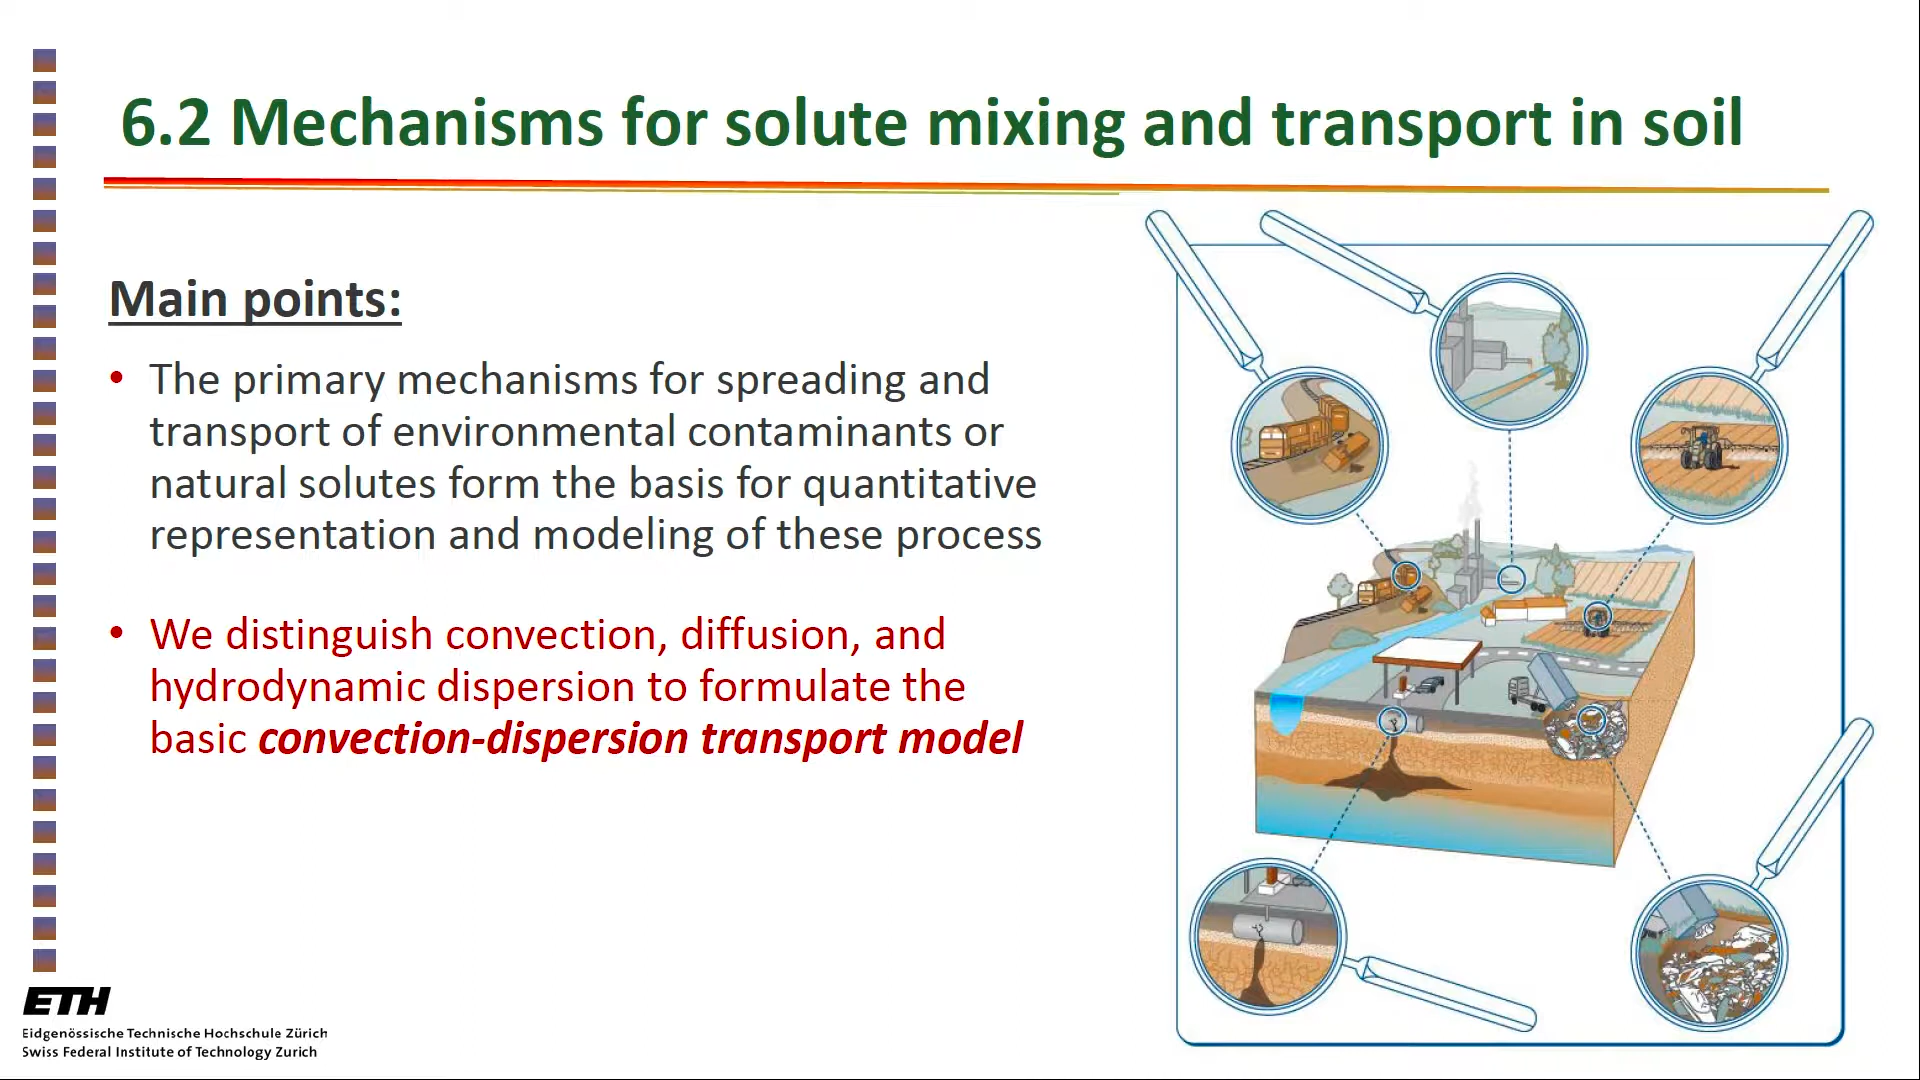 6.2 Mechanisms for solute mixing and transport in soil
Main points:
• The primary mechanisms for spreading and
transport of environmental contaminants or
natural solutes form the basis for quantitative
representation and modeling of these process
• We distinguish convection, diffusion, and
hydrodynamic dispersion to formulate the
basic convection-dispersion transport model
ETH
Eidgenössische Technische Hochschule Zürich
Swiss Federal Institute of Technology Zurich